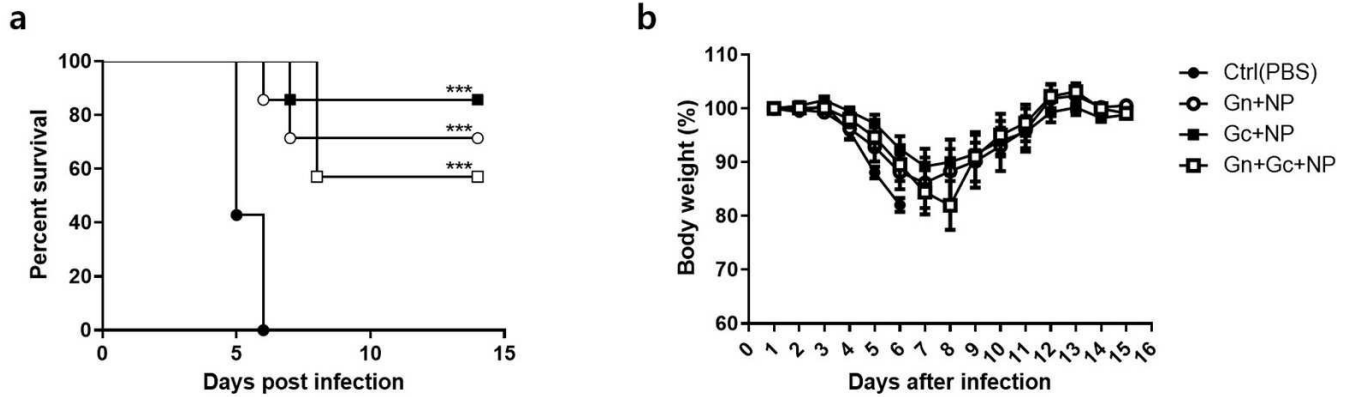 a
100
80
60
40
20
0
Percent survival
***
***
***
0 5 10 15
Days post infection
b
110
100
90
80
70
60
Body weight (%)
0 1 2 3 4 5 6 7 8 9 10 11 12 13 14 15 16
Days after infection
Ctrl(PBS)
Gn+NP
Gc+NP
Gn+Gc+NP